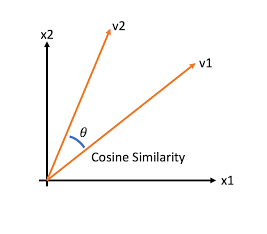 v2
x2
v1
θ
Cosine Similarity
x1